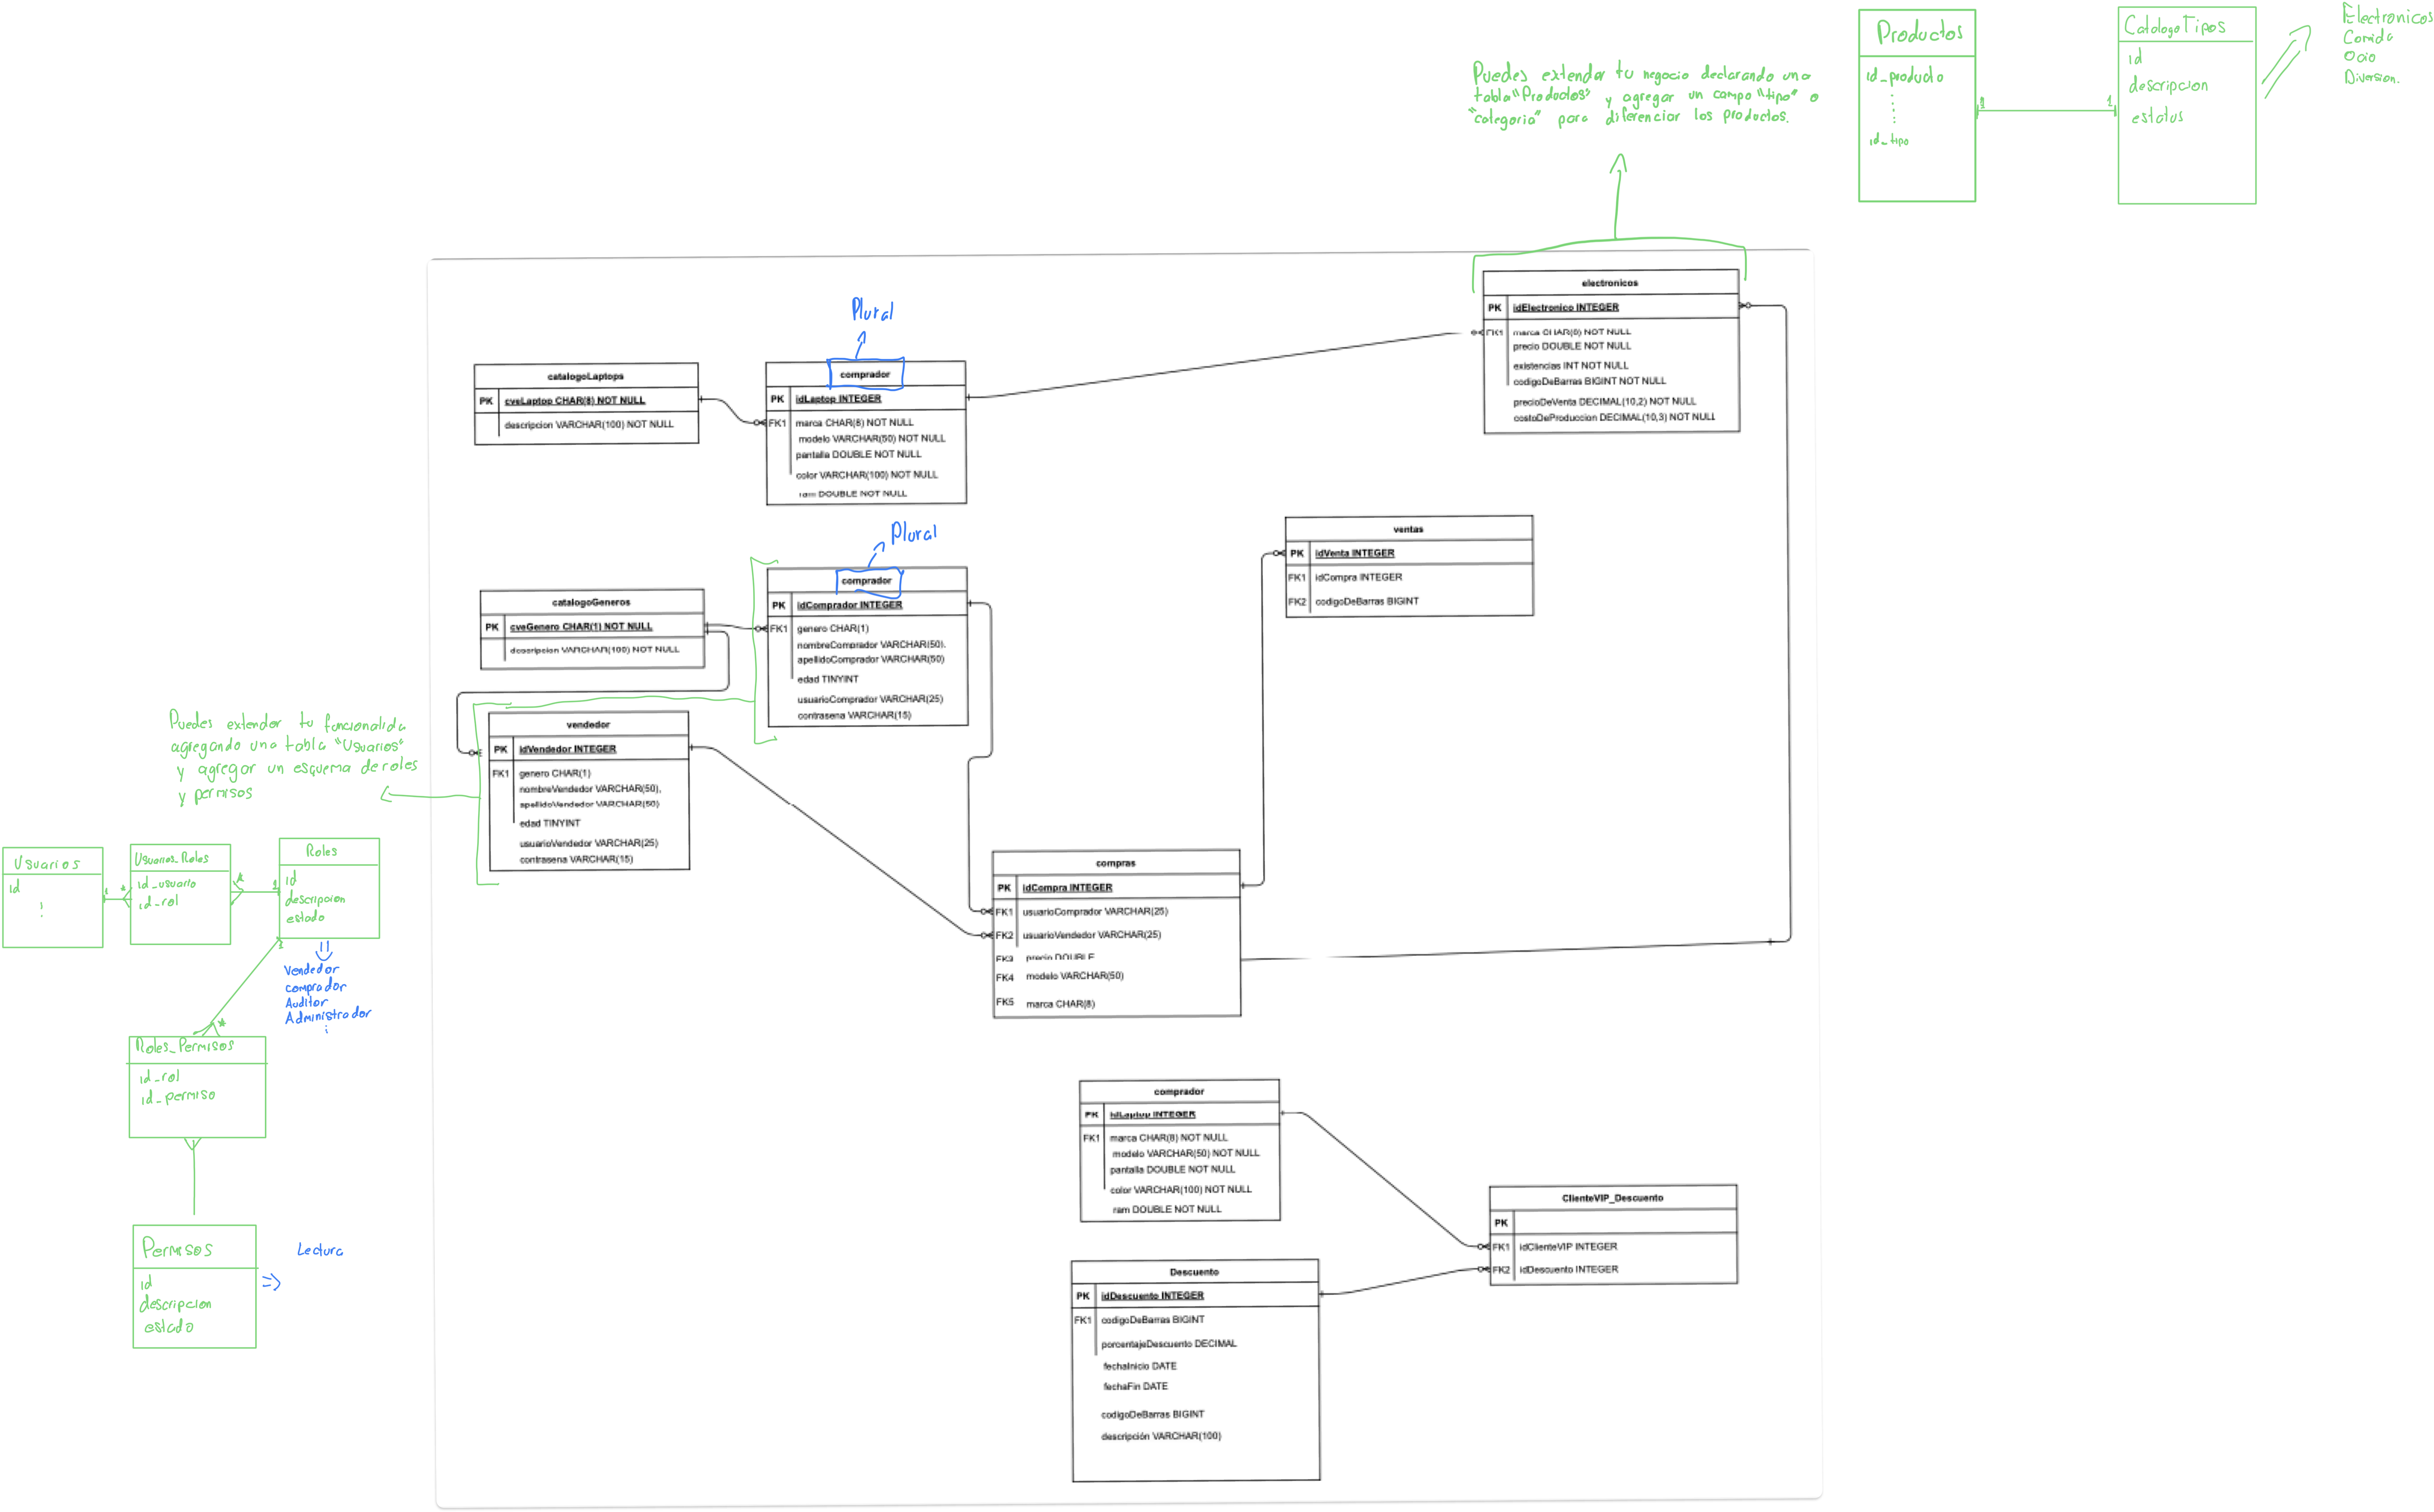 Productos
id_producto
id_tipo
Catalogo Tipos
id
descripcion
estatus
Electronicos
Comida
Ocio
Diversion.
Puedes extender tu negocio declarando una
tabla "Productos" y agregar un campo "tipo" o
"categoria" para diferenciar los productos.
electronicos
PK idElectronico INTEGER
FK1 marca CHAR(8) NOT NULL
precio DOUBLE NOT NULL
existencias INT NOT NULL
codigoDeBarras BIGINT NOT NULL
precioDeVenta DECIMAL(10,2) NOT NULL
costoDeProduccion DECIMAL(10,3) NOT NULL
Plural
catalogoLaptops
PK cveLaptop CHAR(8) NOT NULL
descripcion VARCHAR(100) NOT NULL
comprador
PK idLaptop INTEGER
FK1 marca CHAR(8) NOT NULL
modelo VARCHAR(50) NOT NULL
pantalla DOUBLE NOT NULL
color VARCHAR(100) NOT NULL
ram DOUBLE NOT NULL
Plural
ventas
PK idVenta INTEGER
FK1 idCompra INTEGER
FK2 codigoDeBarras BIGINT
catalogoGeneros
PK cveGenero CHAR(1) NOT NULL
descripcion VARCHAR(100) NOT NULL
comprador
PK idComprador INTEGER
FK1 genero CHAR(1)
nombreComprador VARCHAR(50),
apellidoComprador VARCHAR(50)
edad TINYINT
usuarioComprador VARCHAR(25)
contrasena VARCHAR(15)
Puedes extender tu funcionalida
agregando una tabla "Usuarios"
y agregar un esquema de roles
y permisos
vendedor
PK idVendedor INTEGER
FK1 genero CHAR(1)
nombreVendedor VARCHAR(50),
apellidoVendedor VARCHAR(50)
edad TINYINT
usuarioVendedor VARCHAR(25)
contrasena VARCHAR(15)
Usuarios
id
Usuarios_Roles
id_usuario
id_rol
Roles
id
descripcion
estado
Vendedor
comprador
Auditor
Administrador
compras
PK idCompra INTEGER
FK1 usuarioComprador VARCHAR(25)
FK2 usuarioVendedor VARCHAR(25)
FK3 precio DOUBLE
FK4 modelo VARCHAR(50)
FK5 marca CHAR(8)
Roles_Permisos
id_rol
id_permiso
Permisos
id
descripcion
estado
Lectura
comprador
PK idLaptop INTEGER
FK1 marca CHAR(8) NOT NULL
modelo VARCHAR(50) NOT NULL
pantalla DOUBLE NOT NULL
color VARCHAR(100) NOT NULL
ram DOUBLE NOT NULL
ClienteVIP_Descuento
PK
FK1 idClienteVIP INTEGER
FK2 idDescuento INTEGER
Descuento
PK idDescuento INTEGER
FK1 codigoDeBarras BIGINT
porcentajeDescuento DECIMAL
fechaInicio DATE
fechaFin DATE
codigoDeBarras BIGINT
descripción VARCHAR(100)